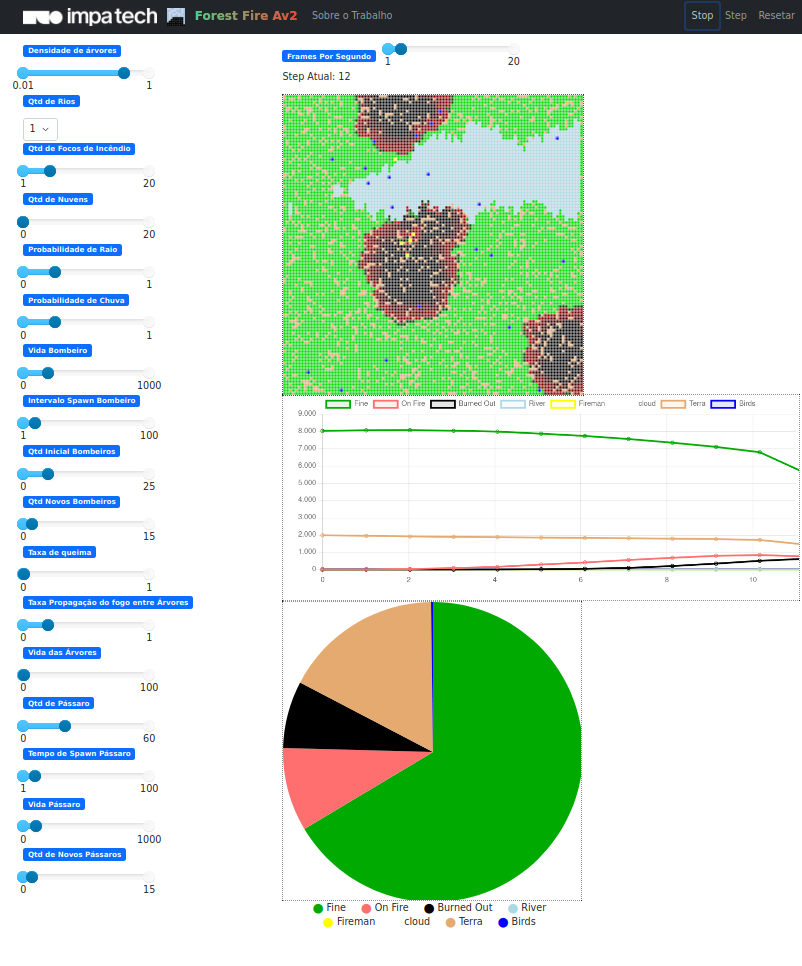 impatech Forest Fire Av2 Sobre o Trabalho Stop Step Resetar
Densidade de árvores
0.01 1
Qtd de Rios
1
Qtd de Focos de Incêndio
1 20
Qtd de Nuvens
0 20
Probabilidade de Raio
0 1
Probabilidade de Chuva
0 1
Vida Bombeiro
0 1000
Intervalo Spawn Bombeiro
1 100
Qtd Inicial Bombeiros
0 25
Qtd Novos Bombeiros
0 15
Taxa de queima
0 1
Taxa Propagação do fogo entre Árvores
0 1
Vida das Árvores
0 100
Qtd de Pássaro
0 60
Tempo de Spawn Pássaro
1 100
Vida Pássaro
0 1000
Qtd de Novos Pássaros
0 15
Frames Por Segundo
1 20
Step Atual: 12
Fine On Fire Burned Out River Fireman cloud Terra Birds
9.000
8.000
7.000
6.000
5.000
4.000
3.000
2.000
1.000
0
0 2 4 6 8 10
Fine On Fire Burned Out River
Fireman cloud Terra Birds